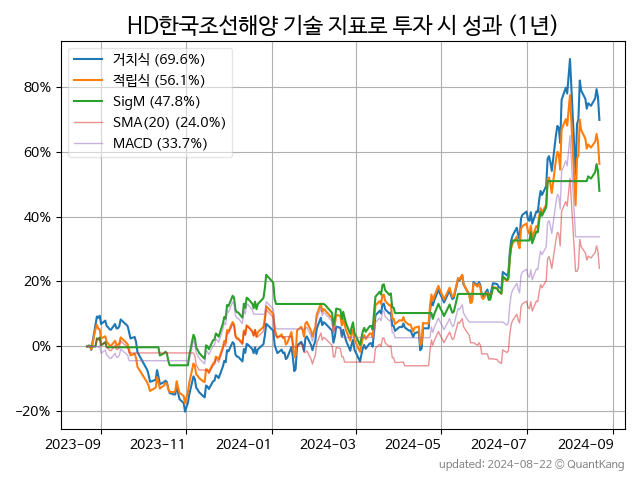 HD한국조선해양 기술 지표로 투자 시 성과 (1년)
거치식 (69.6%)
적립식 (56.1%)
SigM (47.8%)
SMA(20) (24.0%)
MACD (33.7%)
80%
60%
40%
20%
0%
−20%
2023-09 2023-11 2024-01 2024-03 2024-05 2024-07 2024-09
updated: 2024-08-22 © QuantKang